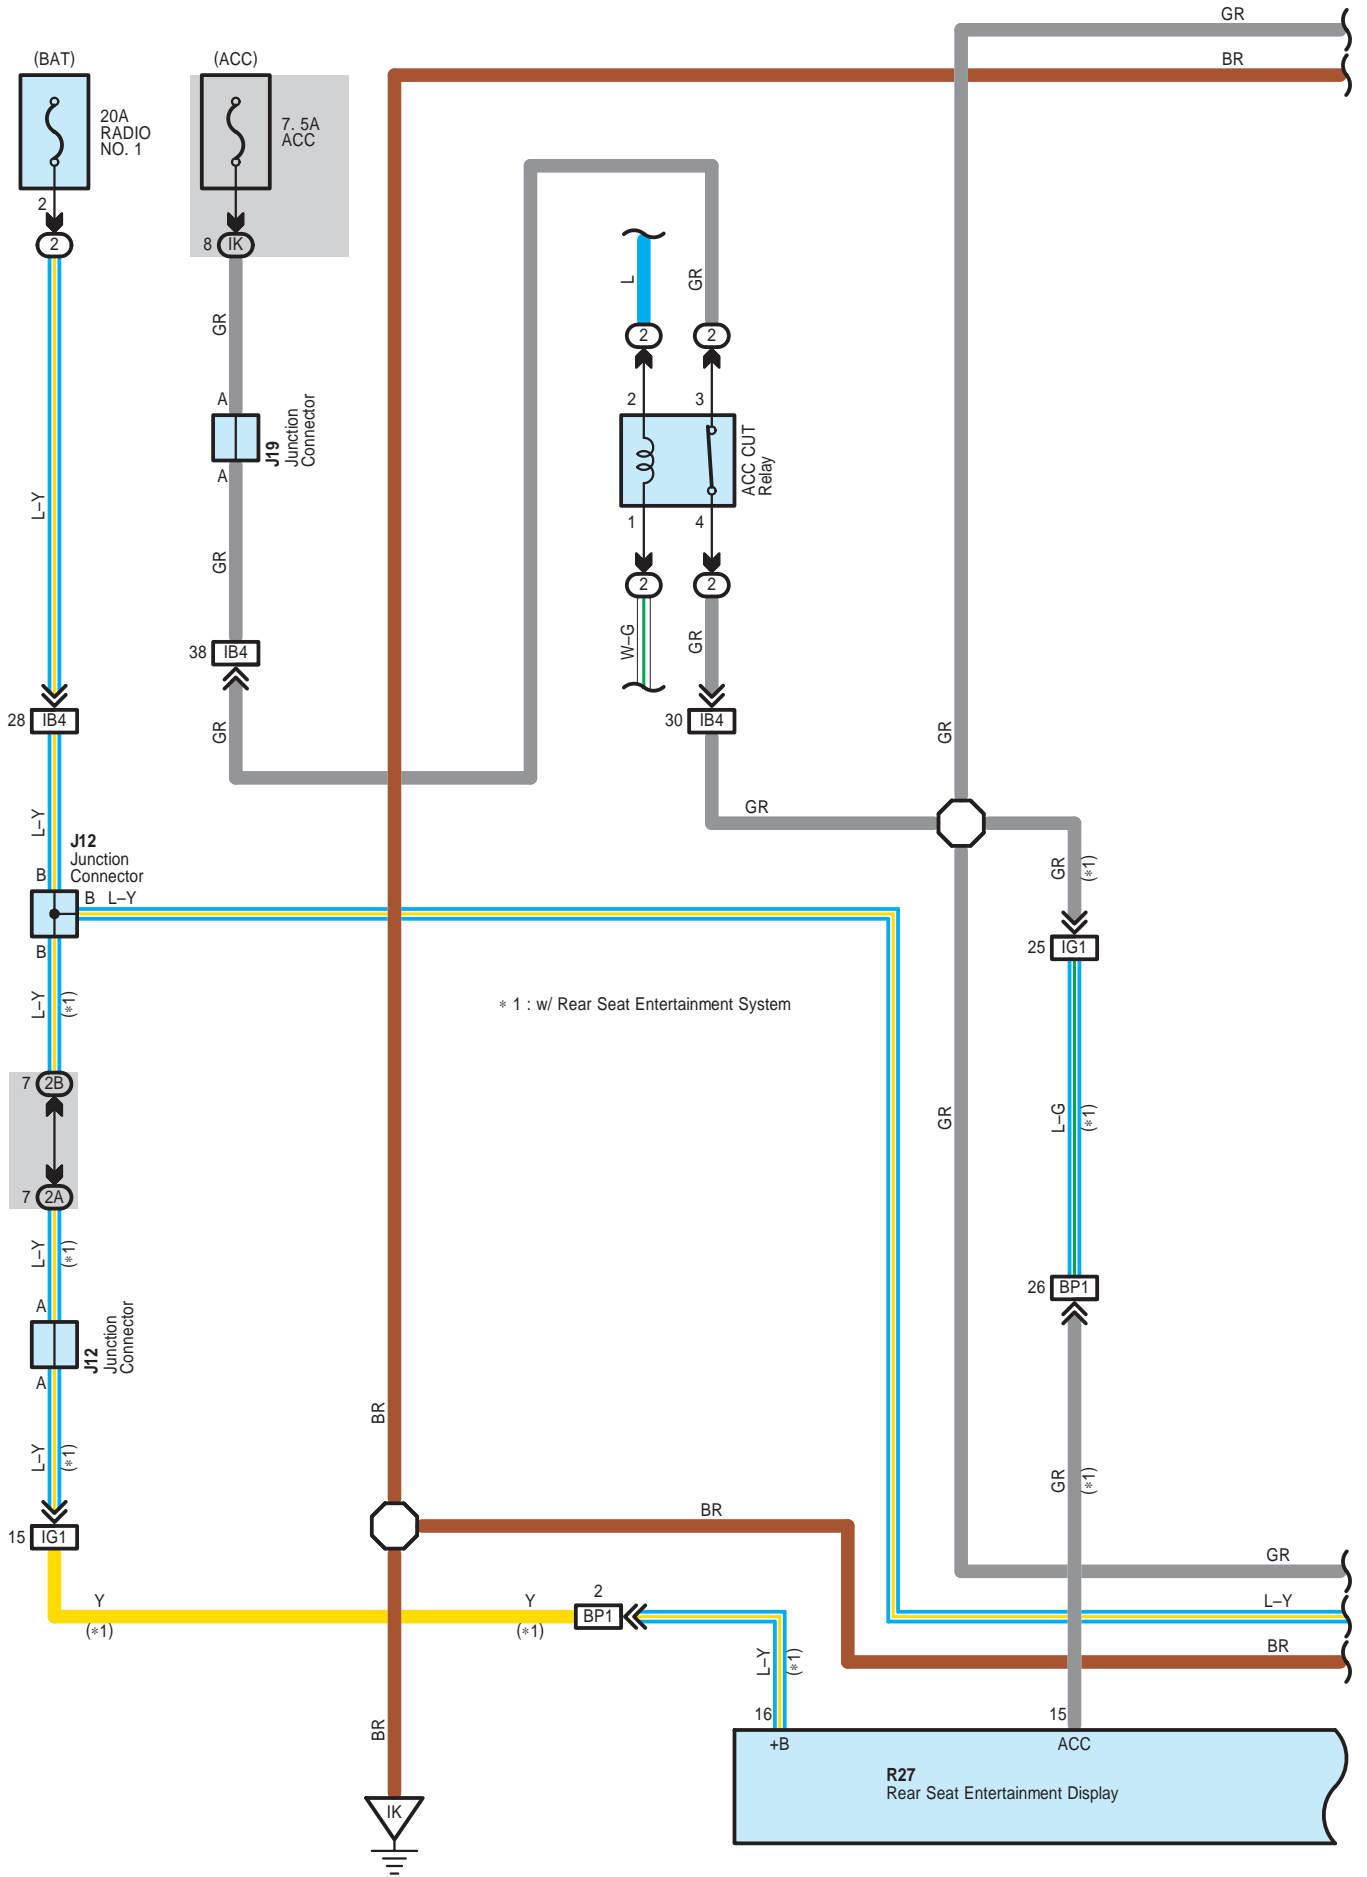 GR
BR
(BAT)
20A
RADIO
NO. 1
2
2
(ACC)
7. 5A
ACC
8 IK
GR
A
J19
Junction
Connector
A
GR
38 IB4
GR
L
GR
2
2
2
3
ACC CUT
Relay
1
4
2
2
W–G
GR
30 IB4
GR
GR
L–Y
28 IB4
L–Y
J12
Junction
Connector
B
B L–Y
B
L–Y
(*1)
GR
(*1)
25 IG1
* 1 : w/ Rear Seat Entertainment System
7 2B
7 2A
L–Y
(*1)
A
J12
Junction
Connector
A
L–Y
(*1)
15 IG1
GR
L–G
(*1)
26 BP1
GR
(*1)
BR
BR
GR
L–Y
BR
Y
(*1)
Y
(*1)
2
BP1
L–Y
(*1)
16
15
+B
ACC
R27
Rear Seat Entertainment Display
BR
IK